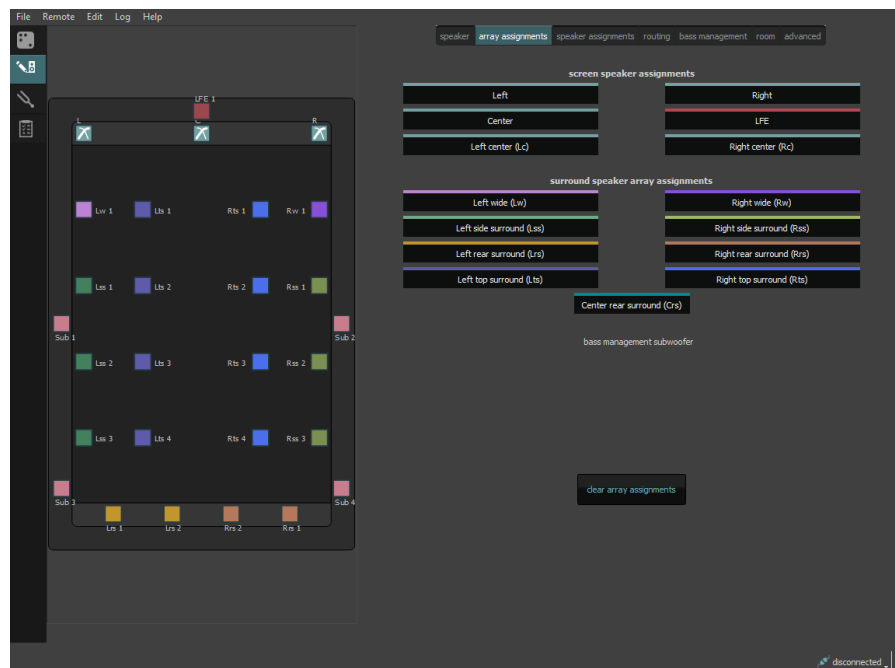 File Remote Edit Log Help
speaker array assignments speaker assignments routing bass management room advanced
screen speaker assignments
Left Right
Center LFE
Left center (Lc) Right center (Rc)
surround speaker array assignments
Left wide (Lw) Right wide (Rw)
Left side surround (Lss) Right side surround (Rss)
Left rear surround (Lrs) Right rear surround (Rrs)
Left top surround (Lts) Right top surround (Rts)
Center rear surround (Crs)
bass management subwoofer
clear array assignments
LFE 1
L C R
Lw 1 Lts 1 Rts 1 Rw 1
Lss 1 Lts 2 Rts 2 Rss 1
Sub 1 Sub 2
Lss 2 Lts 3 Rts 3 Rss 2
Lss 3 Lts 4 Rts 4 Rss 3
Sub 3 Sub 4
Lrs 1 Lrs 2 Rrs 2 Rrs 1
disconnected